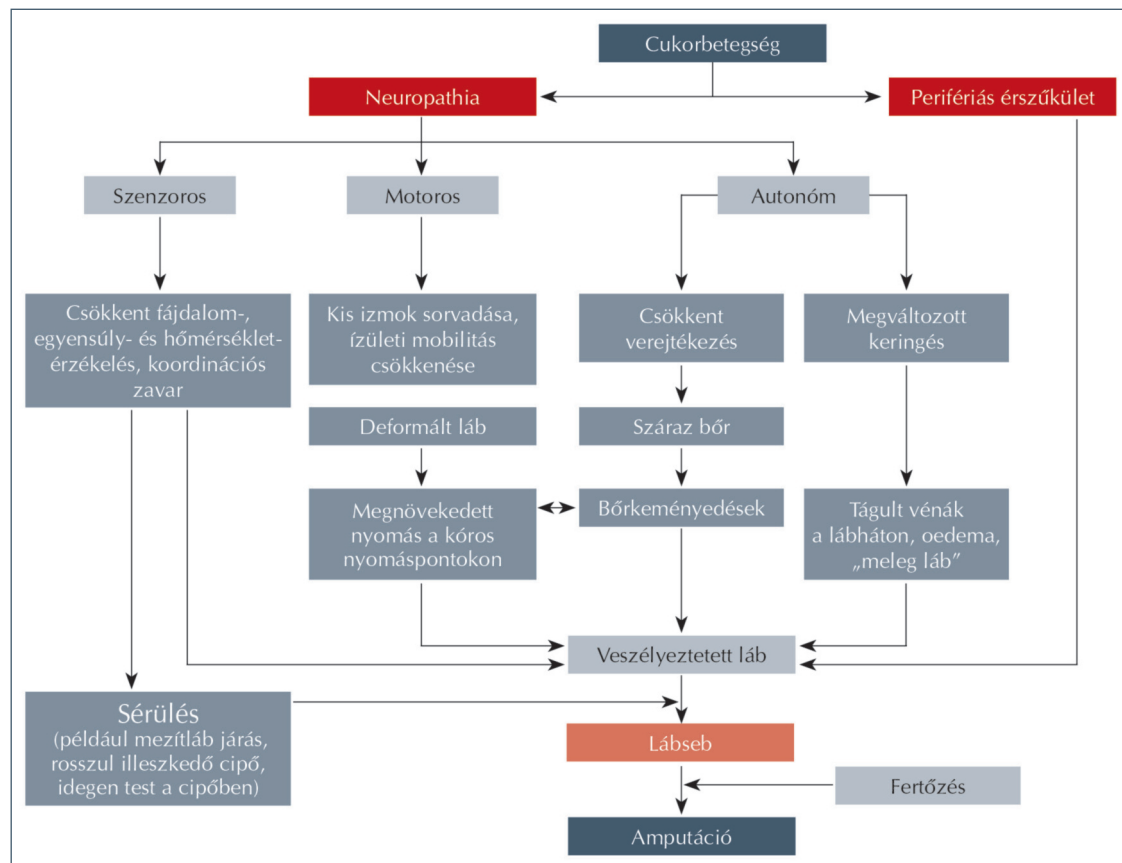 Cukorbetegség
Neuropathia
Perifériás érszűkület
Szenzoros
Motoros
Autonóm
Csökkent fájdalom-,
egyensúly- és hőmérséklet-
érzékelés, koordinációs
zavar
Kis izmok sorvadása,
ízületi mobilitás
csökkenése
Csökkent
verejtékezés
Megváltozott
keringés
Deformált láb
Száraz bőr
Megnövekedett
nyomás a kóros
nyomáspontokon
Bőrkeményedések
Tágult vénák
a lábháton, oedema,
„meleg láb”
Veszélyeztetett láb
Sérülés
(például mezítláb járás,
rosszul illeszkedő cipő,
idegen test a cipőben)
Lábseb
Fertőzés
Amputáció